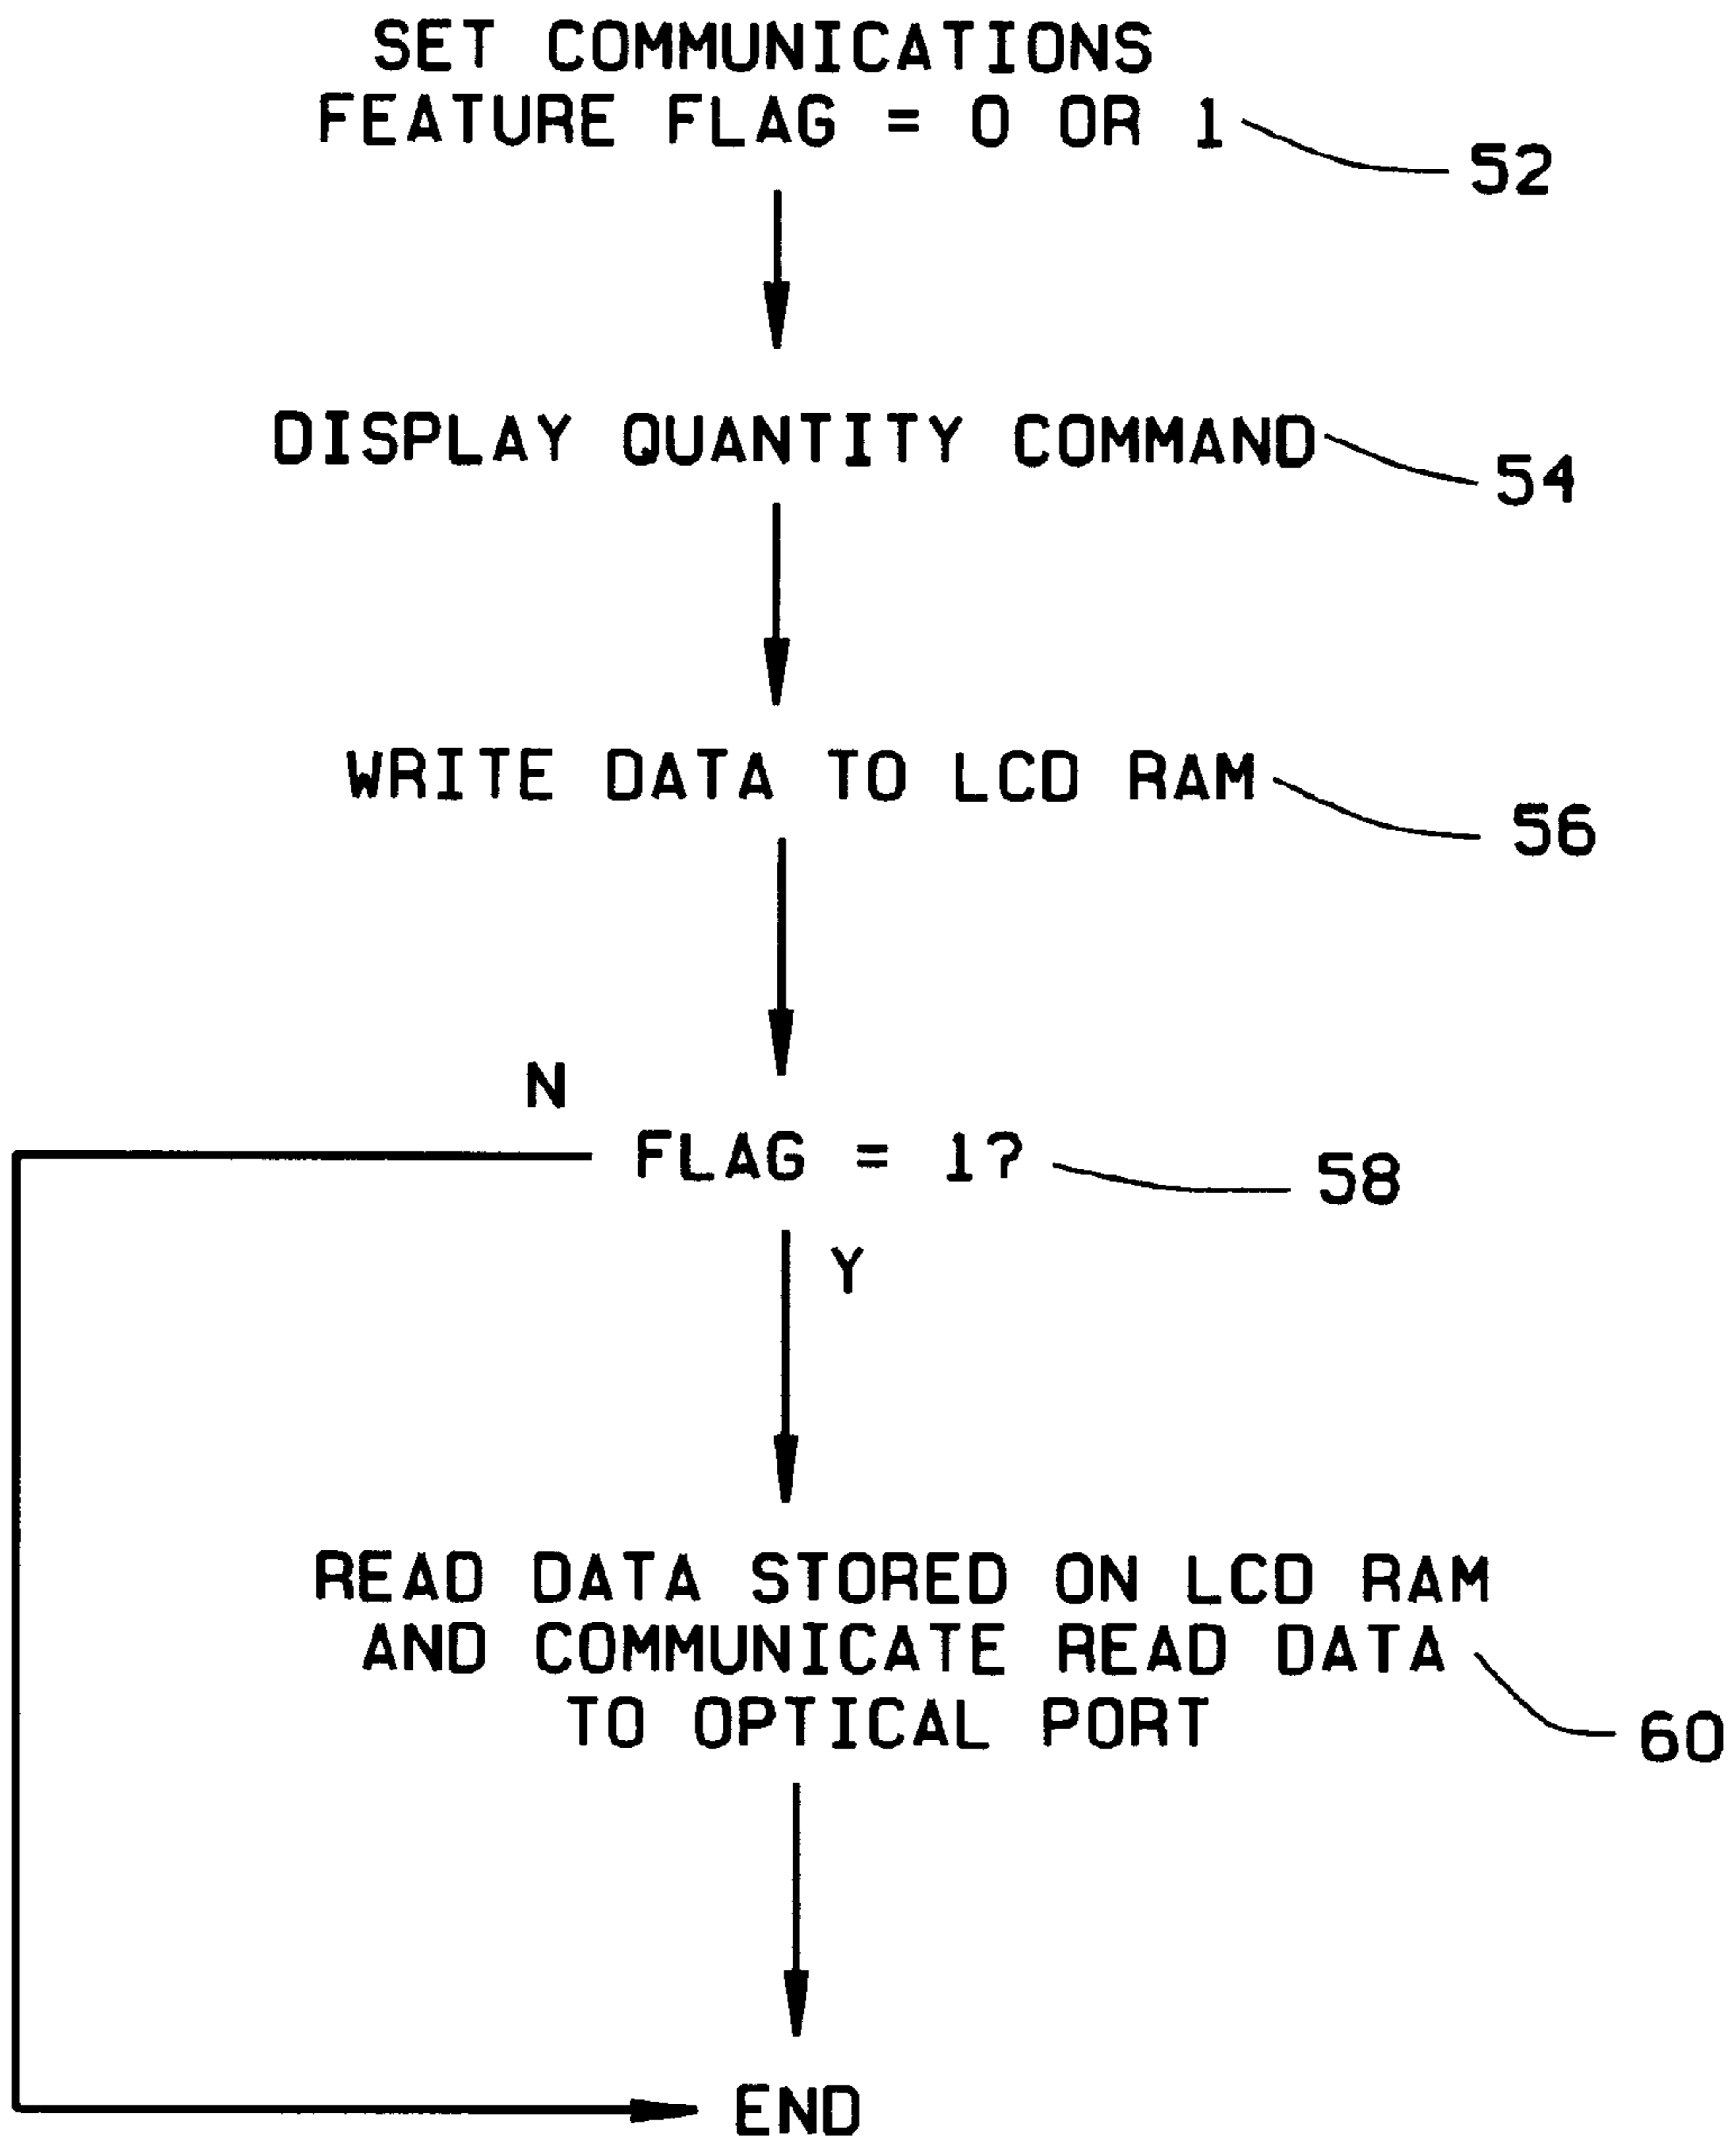 SET COMMUNICATIONS
FEATURE FLAG = 0 OR 1
52
DISPLAY QUANTITY COMMAND
54
WRITE DATA TO LCD RAM
56
N
FLAG = 1?
58
Y
READ DATA STORED ON LCD RAM
AND COMMUNICATE READ DATA
TO OPTICAL PORT
60
END